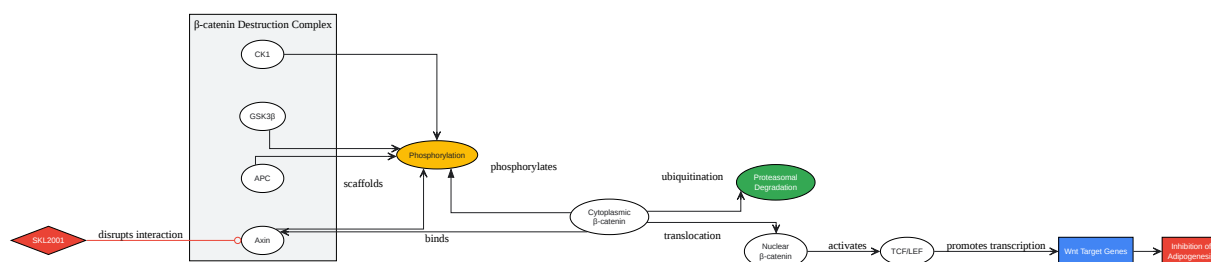 β-catenin Destruction Complex
CK1
GSK3β
Phosphorylation
phosphorylates
APC
scaffolds
ubiquitination
Proteasomal
Degradation
SKL2001
disrupts interaction
Axin
binds
Cytoplasmic
β-catenin
translocation
Nuclear
β-catenin
activates
TCF/LEF
promotes transcription
Wnt Target Genes
Inhibition of
Adipogenesis